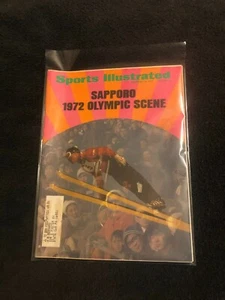 Sports Illustrated
SAPPORO
1972 OLYMPIC SCENE